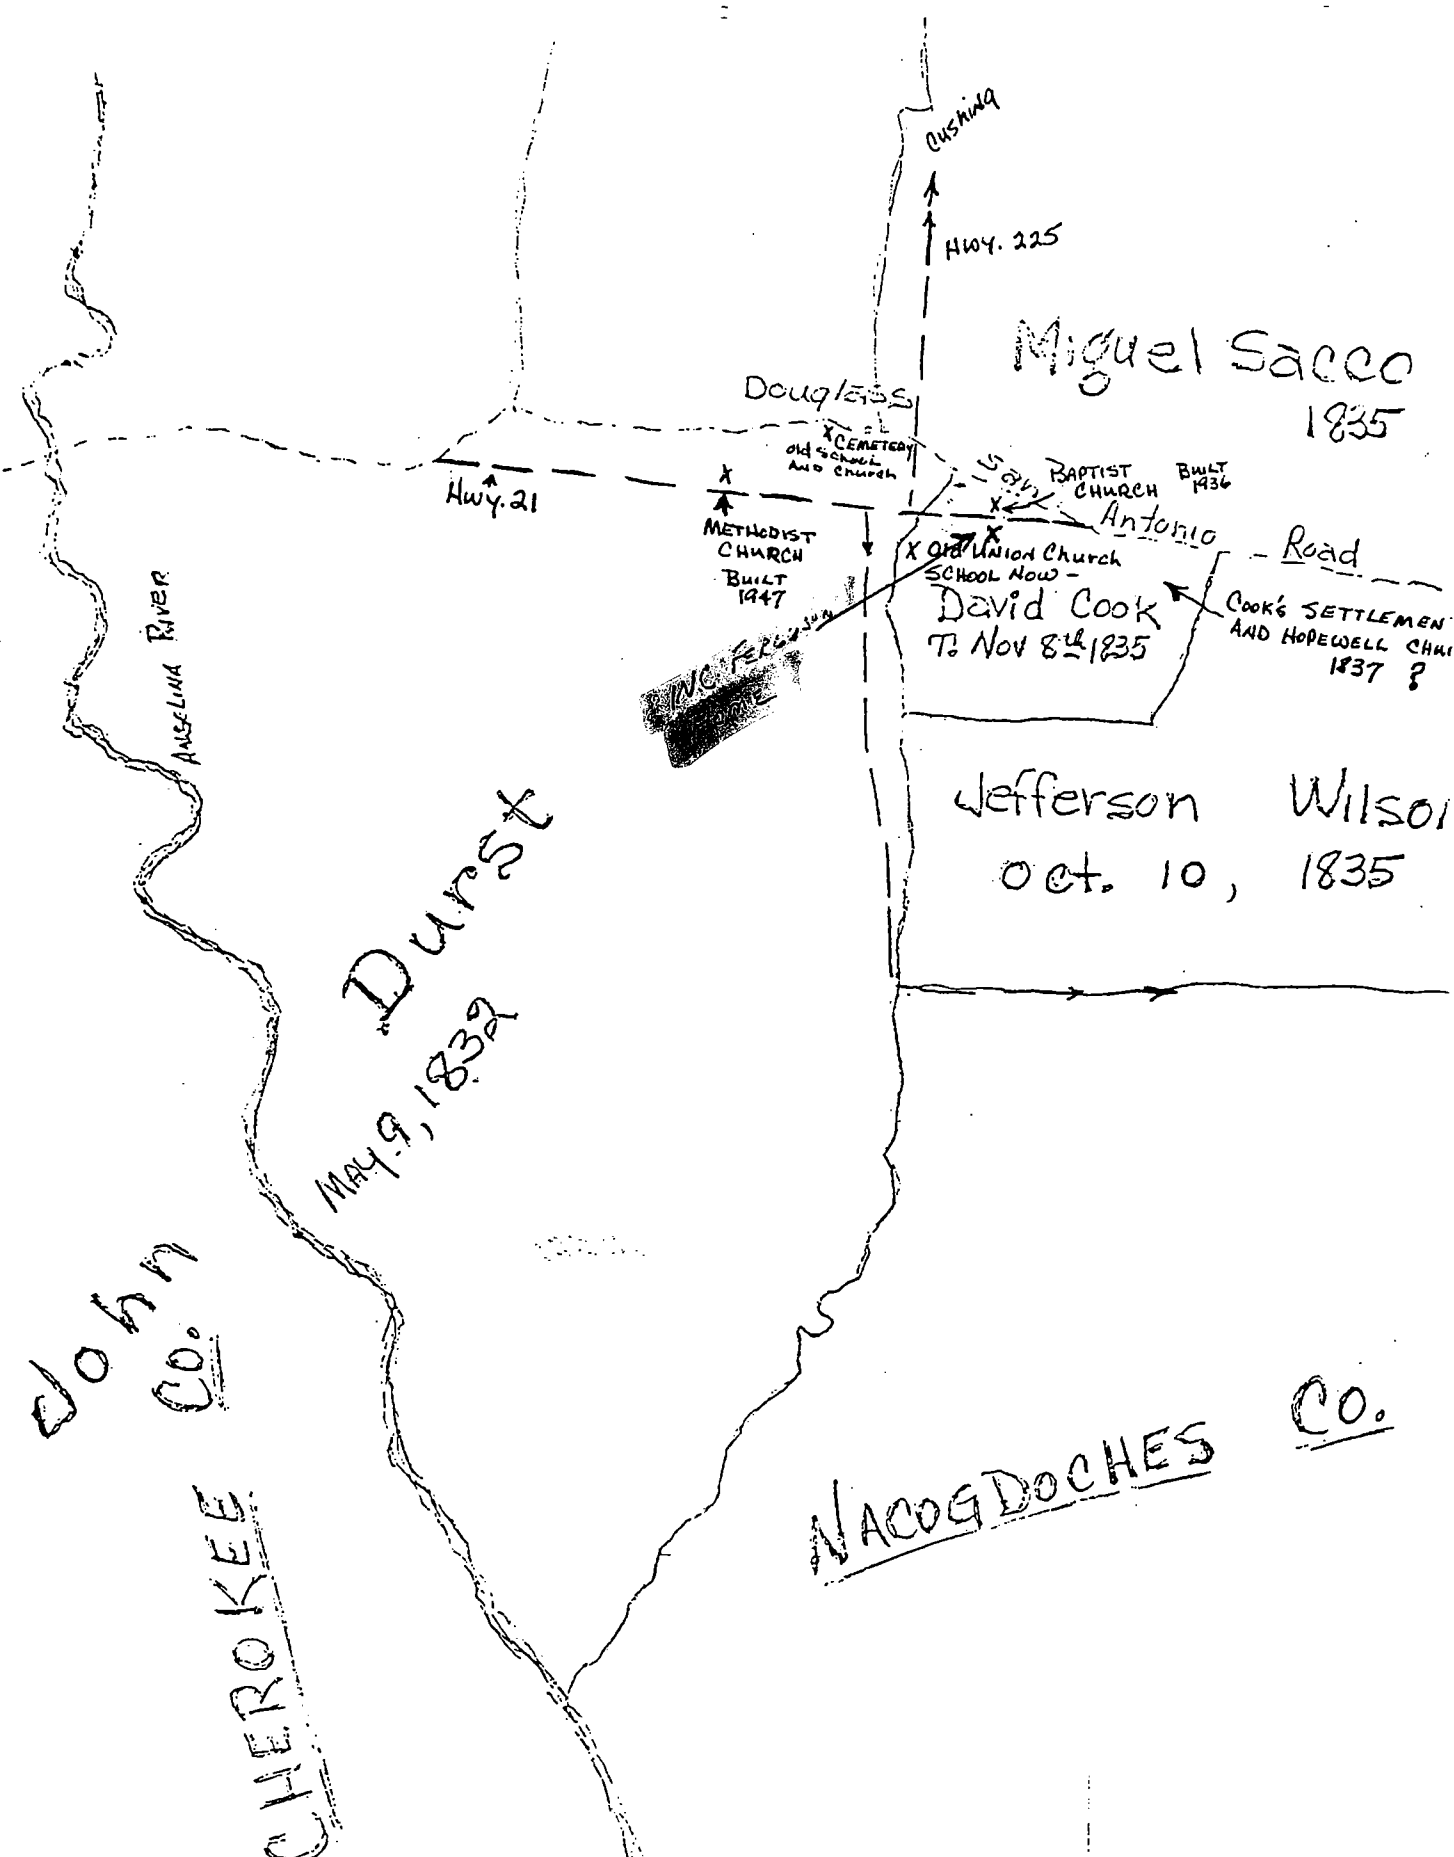 Cushing
HWY. 225
Miguel Sacco
1835
Douglass
X CEMETERY
old School
AND Church
San Antonio Road
BAPTIST
CHURCH
BUILT
1936
X
X
X
HWY. 21
METHODIST
CHURCH
BUILT
1947
X Old UNION Church
SCHOOL NOW -
David Cook
T. Nov 8th 1835
COOK'S SETTLEMEN
AND HOPEWELL CHU
1837 ?
ANGELINA RIVER
Jefferson Wilso
Oct. 10, 1835
John Durst
MAY. 9, 1832
CHEROKEE CO.
NACOGDOCHES CO.